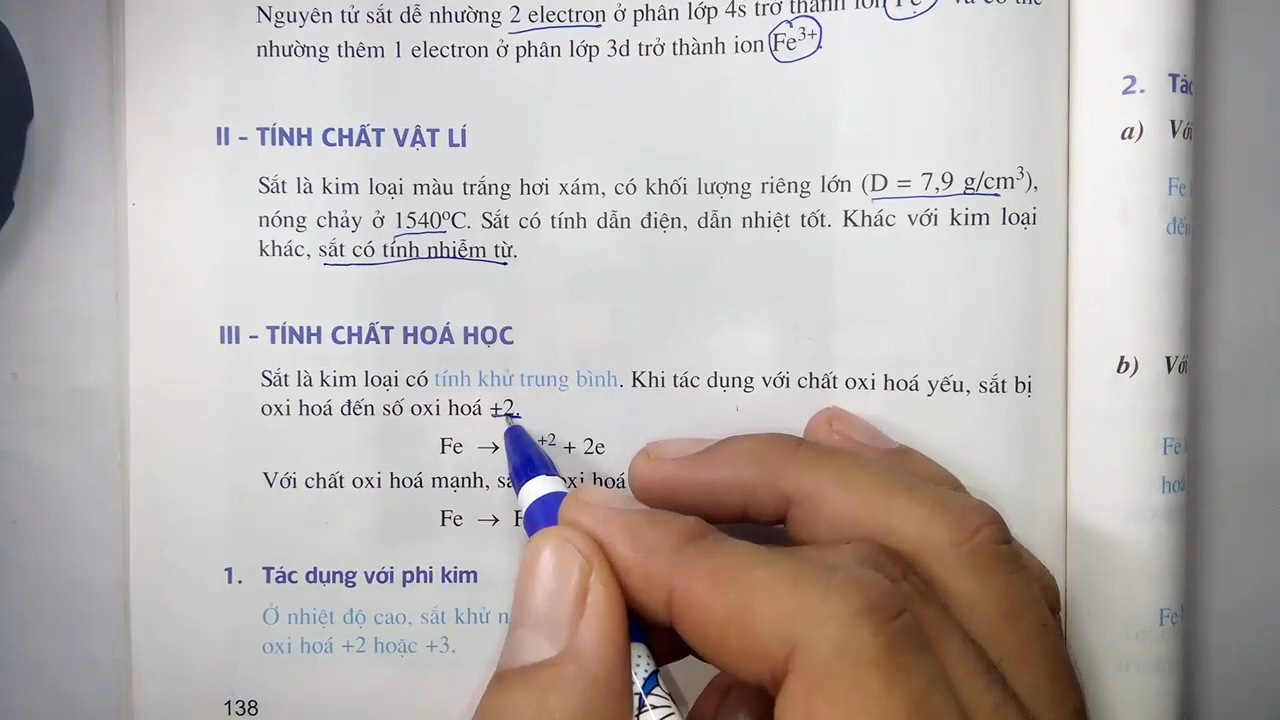 Nguyên tử sắt dễ nhường 2 electron ở phân lớp 4s trở thành ion
nhường thêm 1 electron ở phân lớp 3d trở thành ion Fe³⁺.
II - TÍNH CHẤT VẬT LÍ
Sắt là kim loại màu trắng hơi xám, có khối lượng riêng lớn (D = 7,9 g/cm³),
nóng chảy ở 1540⁰C. Sắt có tính dẫn điện, dẫn nhiệt tốt. Khác với kim loại
khác, sắt có tính nhiễm từ.
III - TÍNH CHẤT HOÁ HỌC
Sắt là kim loại có tính khử trung bình. Khi tác dụng với chất oxi hoá yếu, sắt bị
oxi hoá đến số oxi hoá +2.
Fe → +2 + 2e
Với chất oxi hoá mạnh, oxi hoá
Fe →
1. Tác dụng với phi kim
Ở nhiệt độ cao, sắt khử
oxi hoá +2 hoặc +3.
138
2.
a) Với
Fe
đến
b) Với
Fe
hoá
Fe